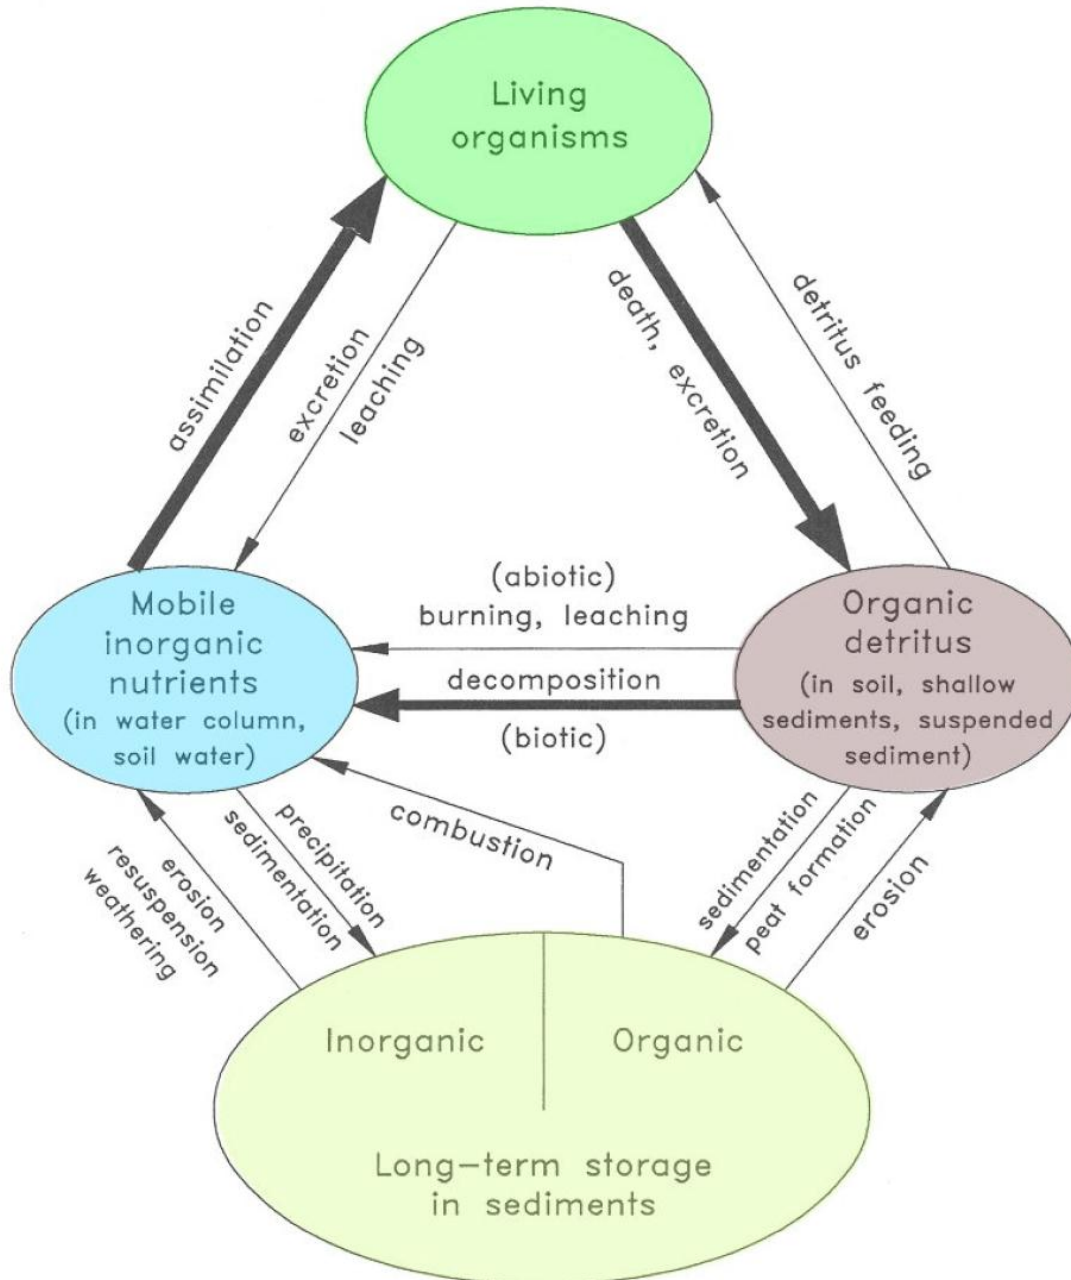 Living
organisms
assimilation
excretion
leaching
death, excretion
detritus feeding
(abiotic)
burning, leaching
decomposition
(biotic)
Mobile
inorganic
nutrients
(in water column,
soil water)
Organic
detritus
(in soil, shallow
sediments, suspended
sediment)
combustion
precipitation
sedimentation
erosion
resuspension
weathering
sedimentation
peat formation
erosion
Inorganic
Organic
Long-term storage
in sediments